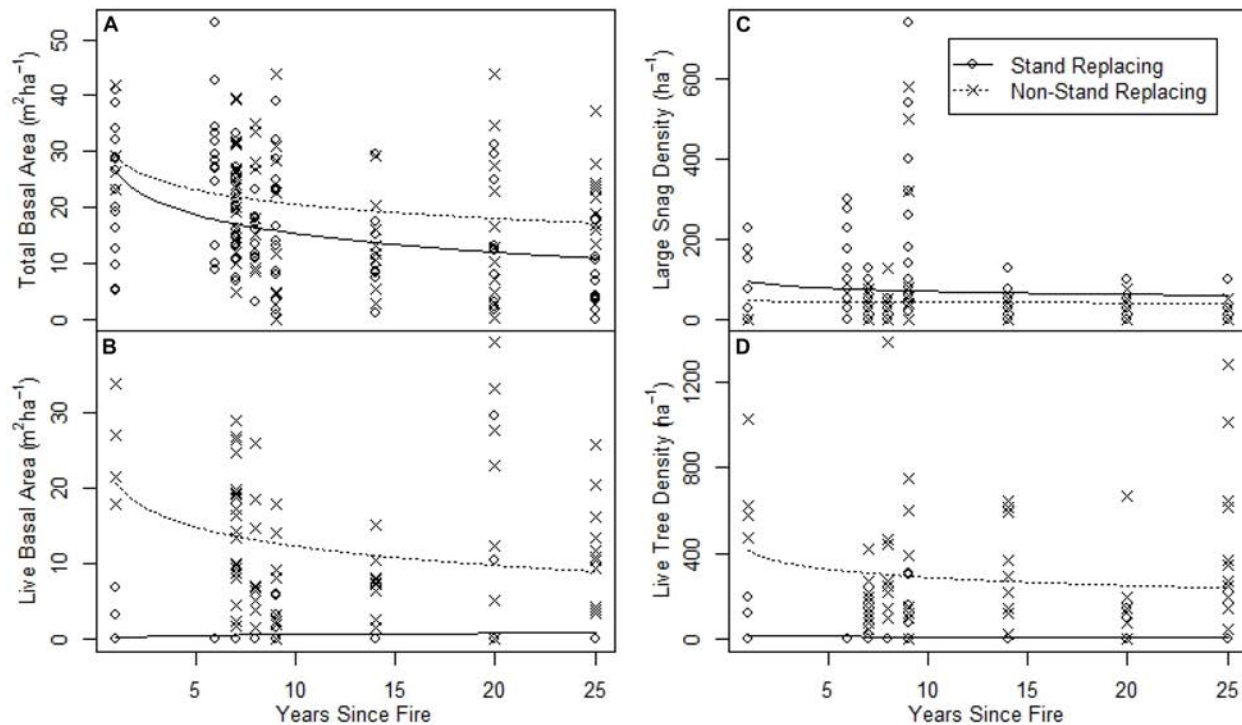 A
Total Basal Area (m²ha⁻¹)
0 10 20 30 40 50
B
Live Basal Area (m²ha⁻¹)
0 10 20 30
5 10 15 20 25
Years Since Fire
C
Large Snag Density (ha⁻¹)
0 200 400 600
Stand Replacing
Non-Stand Replacing
D
Live Tree Density (ha⁻¹)
0 400 800 1200
5 10 15 20 25
Years Since Fire